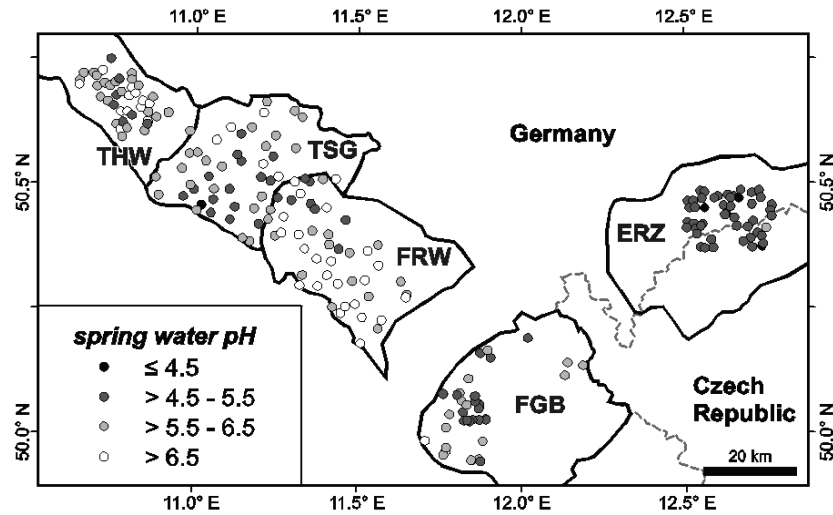 11.0° E 11.5° E 12.0° E 12.5° E
Germany
THW
TSG
50.5° N 50.5° N
ERZ
FRW
spring water pH
≤ 4.5
> 4.5 - 5.5
> 5.5 - 6.5
> 6.5
FGB
Czech
Republic
50.0° N 50.0° N
20 km
11.0° E 11.5° E 12.0° E 12.5° E